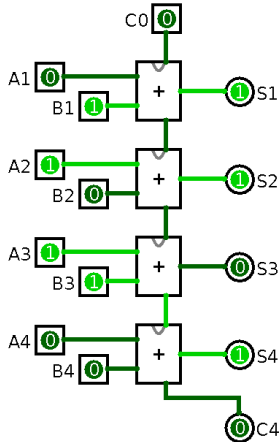 C0 0
A1 0
B1 1
+
1 S1
A2 1
B2 0
+
1 S2
A3 1
B3 1
+
0 S3
A4 0
B4 0
+
1 S4
0 C4